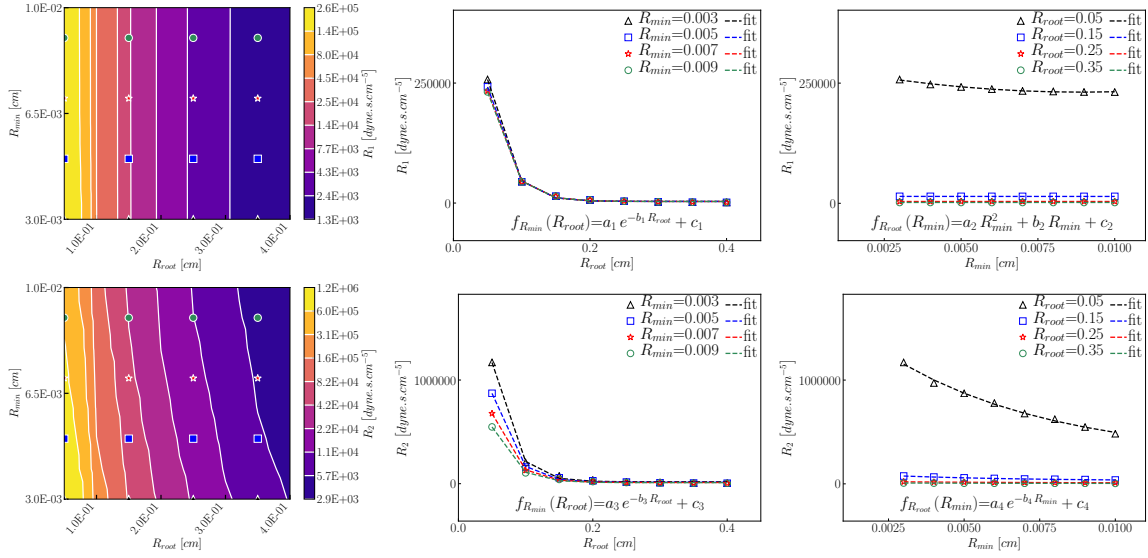 1.0E-02
6.5E-03
3.0E-03
R_min [cm]
1.0E-01
2.0E-01
3.0E-01
4.0E-01
R_root [cm]
2.6E+05
1.4E+05
8.0E+04
4.5E+04
2.5E+04
1.4E+04
7.7E+03
4.3E+03
2.4E+03
1.3E+03
R_1 [dyne.s.cm^{-5}]
R_min=0.003 fit
R_min=0.005 fit
R_min=0.007 fit
R_min=0.009 fit
250000
0
R_1 [dyne.s.cm^{-5}]
f_{R_min}(R_root)=a_1 e^{-b_1 R_root} + c_1
0.0
0.2
0.4
R_root [cm]
R_root=0.05 fit
R_root=0.15 fit
R_root=0.25 fit
R_root=0.35 fit
250000
0
R_1 [dyne.s.cm^{-5}]
f_{R_root}(R_min)=a_2 R_min^2 + b_2 R_min + c_2
0.0025
0.0050
0.0075
0.0100
R_min [cm]
1.0E-02
6.5E-03
3.0E-03
R_min [cm]
1.0E-01
2.0E-01
3.0E-01
4.0E-01
R_root [cm]
1.2E+06
6.0E+05
3.1E+05
1.6E+05
8.2E+04
4.2E+04
2.2E+04
1.1E+04
5.7E+03
2.9E+03
R_2 [dyne.s.cm^{-5}]
R_min=0.003 fit
R_min=0.005 fit
R_min=0.007 fit
R_min=0.009 fit
1000000
0
R_2 [dyne.s.cm^{-5}]
f_{R_min}(R_root)=a_3 e^{-b_3 R_root} + c_3
0.0
0.2
0.4
R_root [cm]
R_root=0.05 fit
R_root=0.15 fit
R_root=0.25 fit
R_root=0.35 fit
1000000
0
R_2 [dyne.s.cm^{-5}]
f_{R_root}(R_min)=a_4 e^{-b_4 R_min} + c_4
0.0025
0.0050
0.0075
0.0100
R_min [cm]